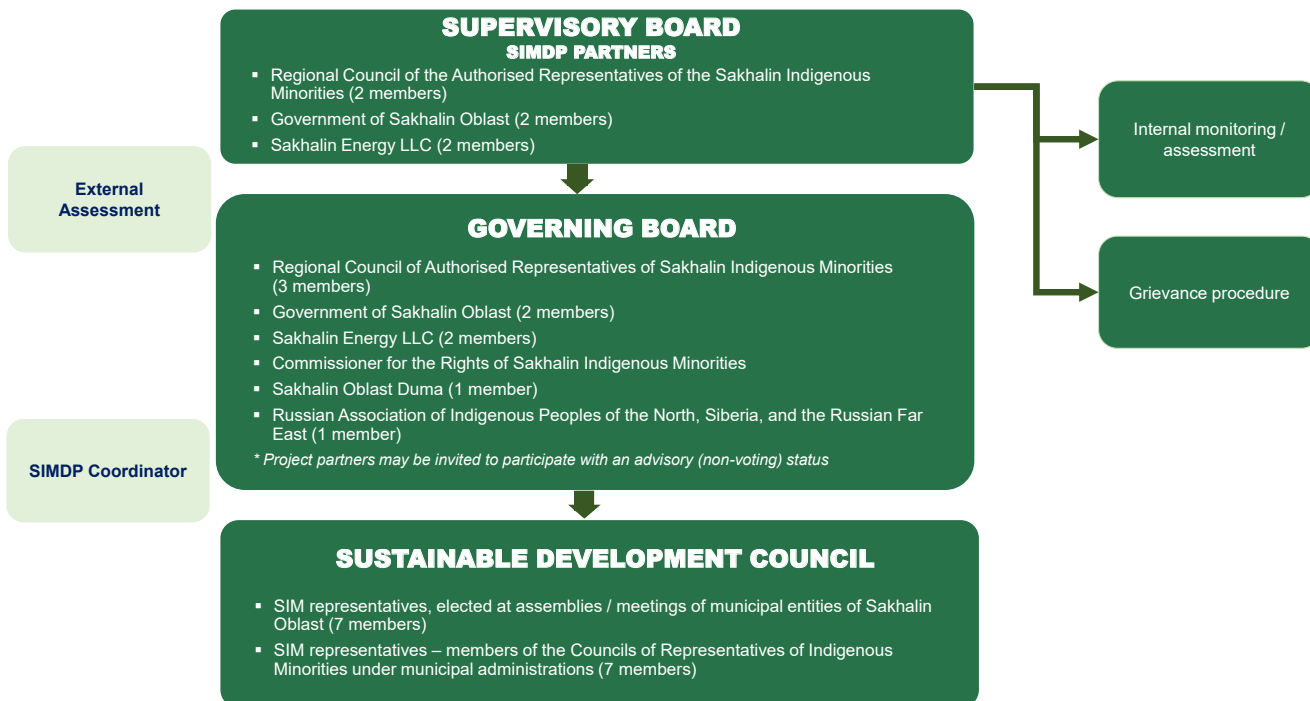 SUPERVISORY BOARD
SIMDP PARTNERS
▪ Regional Council of the Authorised Representatives of the Sakhalin Indigenous
Minorities (2 members)
▪ Government of Sakhalin Oblast (2 members)
▪ Sakhalin Energy LLC (2 members)
Internal monitoring /
assessment
External
Assessment
GOVERNING BOARD
▪ Regional Council of Authorised Representatives of Sakhalin Indigenous Minorities
(3 members)
▪ Government of Sakhalin Oblast (2 members)
▪ Sakhalin Energy LLC (2 members)
▪ Commissioner for the Rights of Sakhalin Indigenous Minorities
▪ Sakhalin Oblast Duma (1 member)
▪ Russian Association of Indigenous Peoples of the North, Siberia, and the Russian Far
East (1 member)
* Project partners may be invited to participate with an advisory (non-voting) status
Grievance procedure
SIMDP Coordinator
SUSTAINABLE DEVELOPMENT COUNCIL
▪ SIM representatives, elected at assemblies / meetings of municipal entities of Sakhalin
Oblast (7 members)
▪ SIM representatives – members of the Councils of Representatives of Indigenous
Minorities under municipal administrations (7 members)